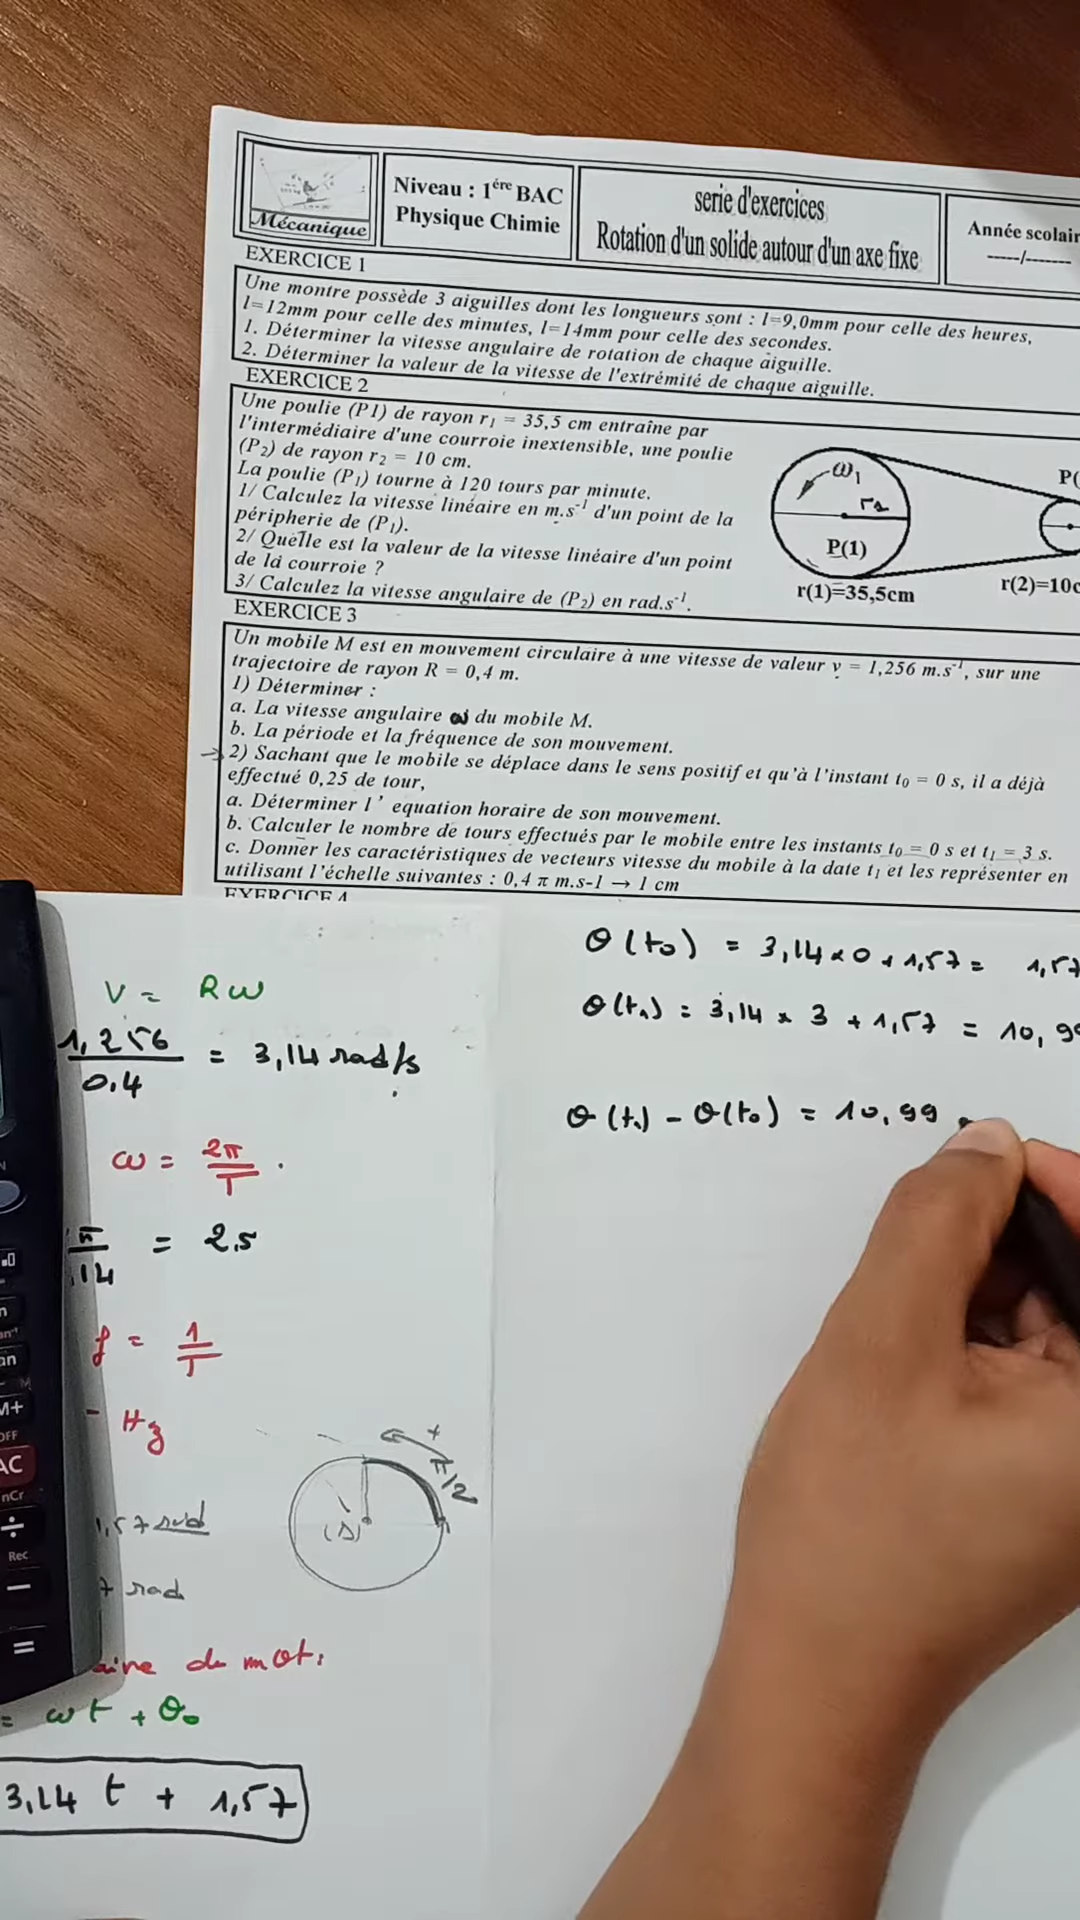 Mécanique
Niveau : 1ére BAC
Physique Chimie
serie d'exercices
Rotation d'un solide autour d'un axe fixe
Année scolair
-----/-------
EXERCICE 1
Une montre possède 3 aiguilles dont les longueurs sont : l=9,0mm pour celle des heures,
l=12mm pour celle des minutes, l=14mm pour celle des secondes.
1. Déterminer la vitesse angulaire de rotation de chaque aiguille.
2. Déterminer la valeur de la vitesse de l'extrémité de chaque aiguille.
EXERCICE 2
Une poulie (P1) de rayon r₁ = 35,5 cm entraîne par
l'intermédiaire d'une courroie inextensible, une poulie
(P₂) de rayon r₂ = 10 cm.
La poulie (P₁) tourne à 120 tours par minute.
1/ Calculez la vitesse linéaire en m.s⁻¹ d'un point de la
péripherie de (P₁).
2/ Quelle est la valeur de la vitesse linéaire d'un point
de la courroie ?
3/ Calculez la vitesse angulaire de (P₂) en rad.s⁻¹.
ω₁
P(1)
r(1)=35,5cm
P(
r(2)=10c
EXERCICE 3
Un mobile M est en mouvement circulaire à une vitesse de valeur v = 1,256 m.s⁻¹, sur une
trajectoire de rayon R = 0,4 m.
1) Déterminer :
a. La vitesse angulaire ω du mobile M.
b. La période et la fréquence de son mouvement.
→ 2) Sachant que le mobile se déplace dans le sens positif et qu'à l'instant t₀ = 0 s, il a déjà
effectué 0,25 de tour,
a. Déterminer l ' equation horaire de son mouvement.
b. Calculer le nombre de tours effectués par le mobile entre les instants t₀ = 0 s et t₁ = 3 s.
c. Donner les caractéristiques de vecteurs vitesse du mobile à la date t₁ et les représenter en
utilisant l'échelle suivantes : 0,4 π m.s-1 → 1 cm
EXERCICE 4
V = Rω
1,256 / 0.4 = 3,14 rad/s
ω = 2π / T .
π / .14 = 2s
f = 1 / T
- Hz
+
π/2
(Δ)
1,57 rad
7 rad
aire du mot.
= ωt + θ₀
3,14 t + 1,57
θ(t₀) = 3,14 × 0 + 1,57 = 1,57
θ(t₁) = 3,14 × 3 + 1,57 = 10,99
θ(t₁) - θ(t₀) = 10,99
AC
M+
OFF
nCr
÷
Rec
−
=